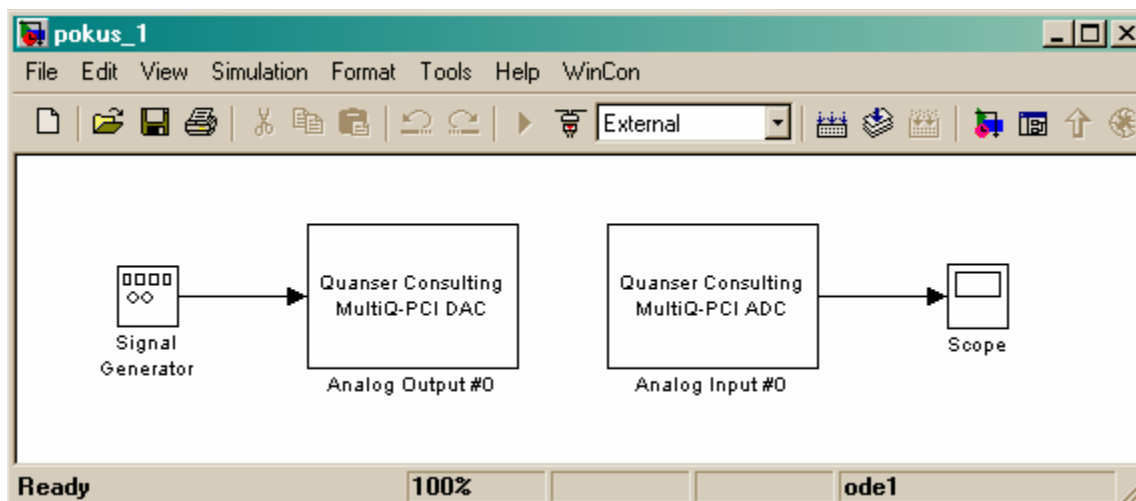 pokus_1
File Edit View Simulation Format Tools Help WinCon
External
Quanser Consulting
MultiQ-PCI DAC
Quanser Consulting
MultiQ-PCI ADC
Signal
Generator
Analog Output #0
Analog Input #0
Scope
Ready 100% ode1